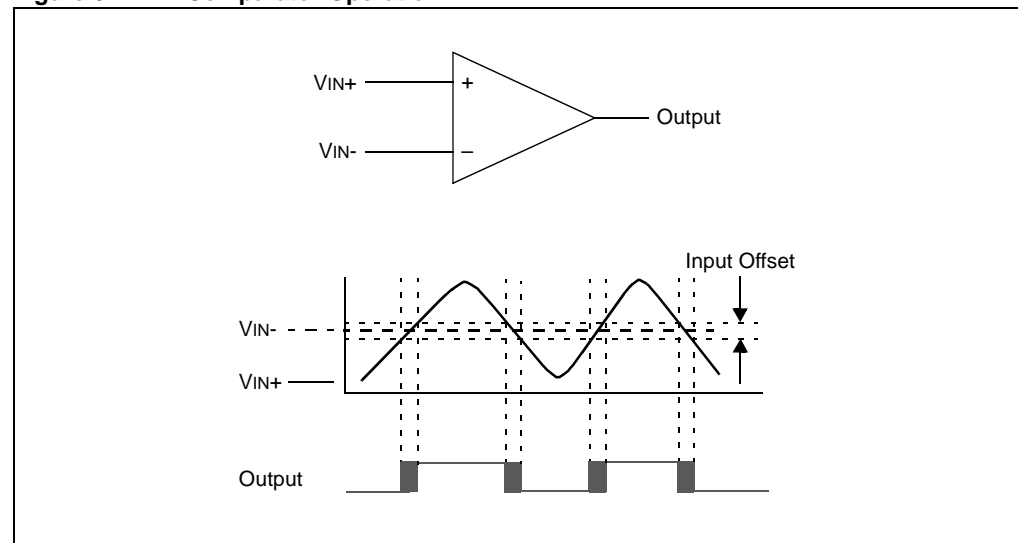 VIN+
+
Output
VIN-
–
Input Offset
VIN-
VIN+
Output